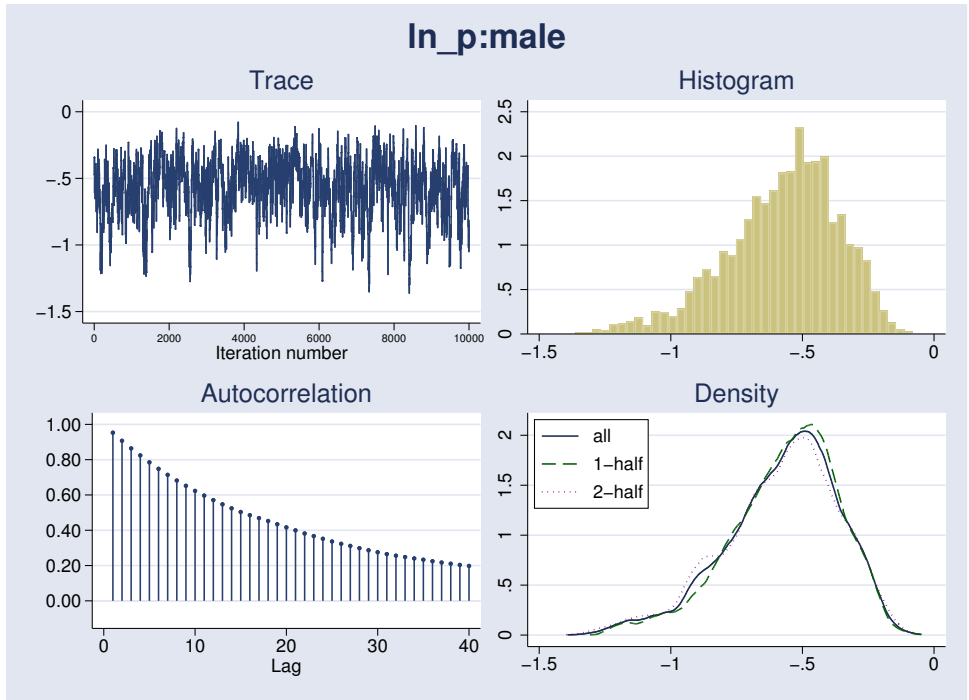 ln_p:male
Trace
0
−.5
−1
−1.5
0 2000 4000 6000 8000 10000
Iteration number
Histogram
2.5
2
1.5
1
.5
0
−1.5 −1 −.5 0
Autocorrelation
1.00
0.80
0.60
0.40
0.20
0.00
0 10 20 30 40
Lag
Density
all
1−half
2−half
2
1.5
1
.5
0
−1.5 −1 −.5 0